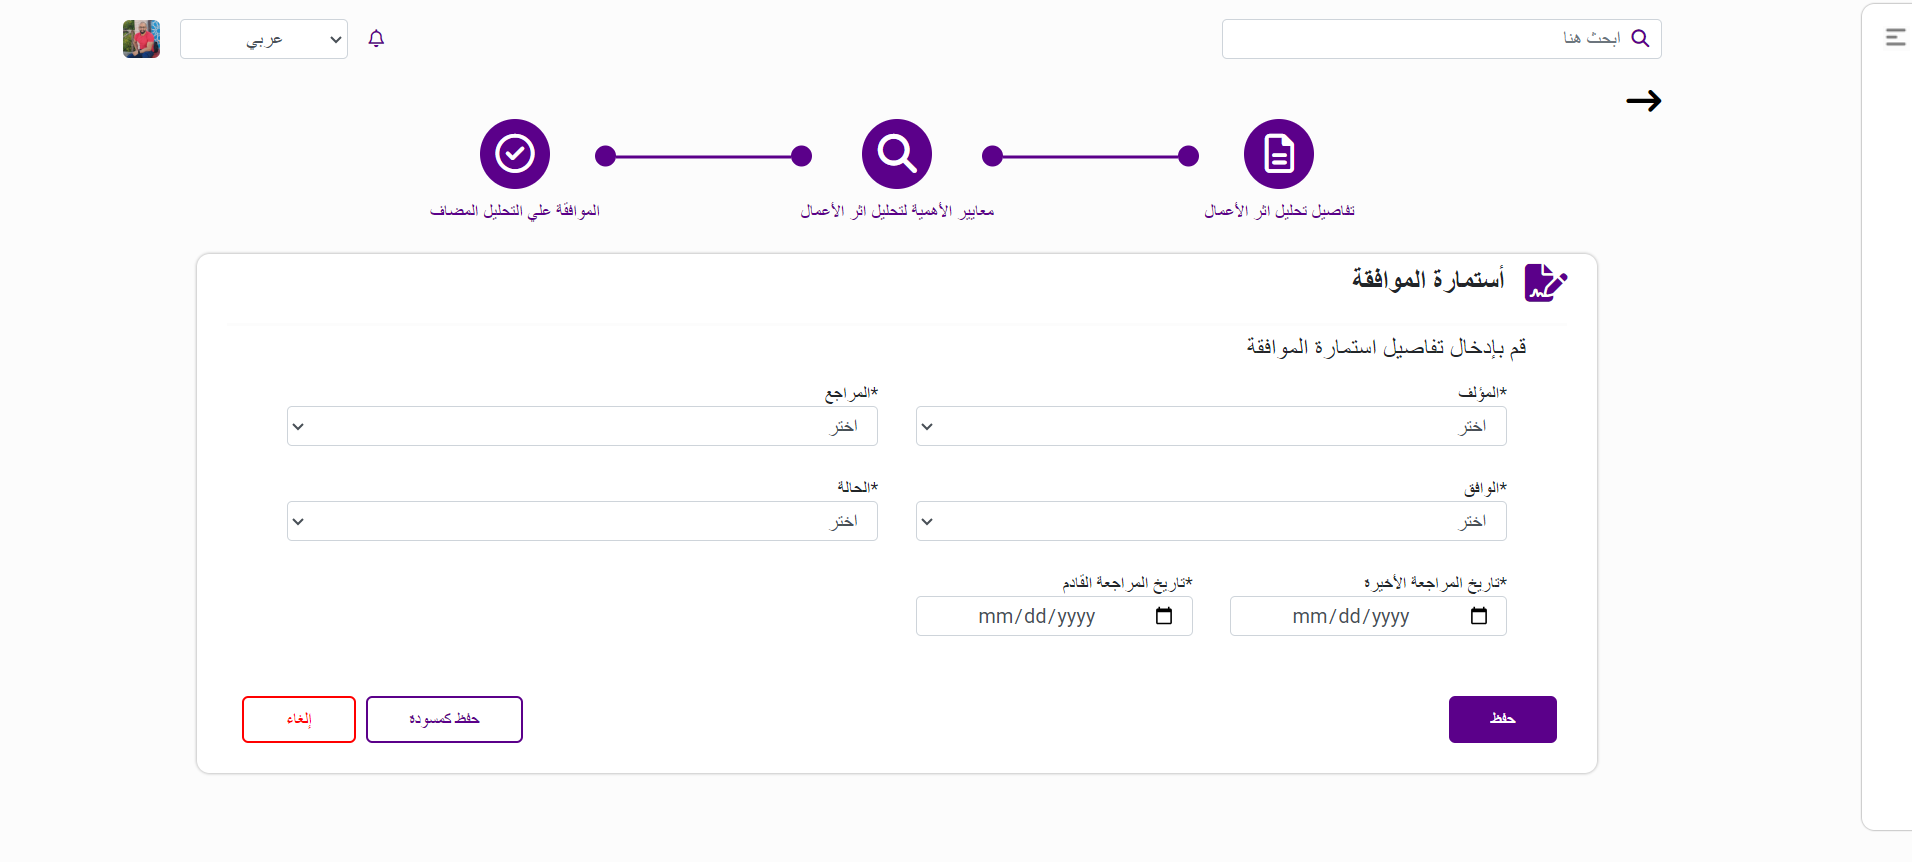 ابحث هنا
عربي
تفاصيل تحليل اثر الأعمال
معايير الأهمية لتحليل اثر الأعمال
الموافقة علي التحليل المضاف
أستمارة الموافقة
قم بإدخال تفاصيل استمارة الموافقة
*المؤلف
*المراجع
اختر
اختر
*الوافق
*الحالة
اختر
اختر
*تاريخ المراجعة الأخيرة
*تاريخ المراجعة القادم
mm/dd/yyyy
mm/dd/yyyy
حفظ
حفظ كمسودة
إلغاء